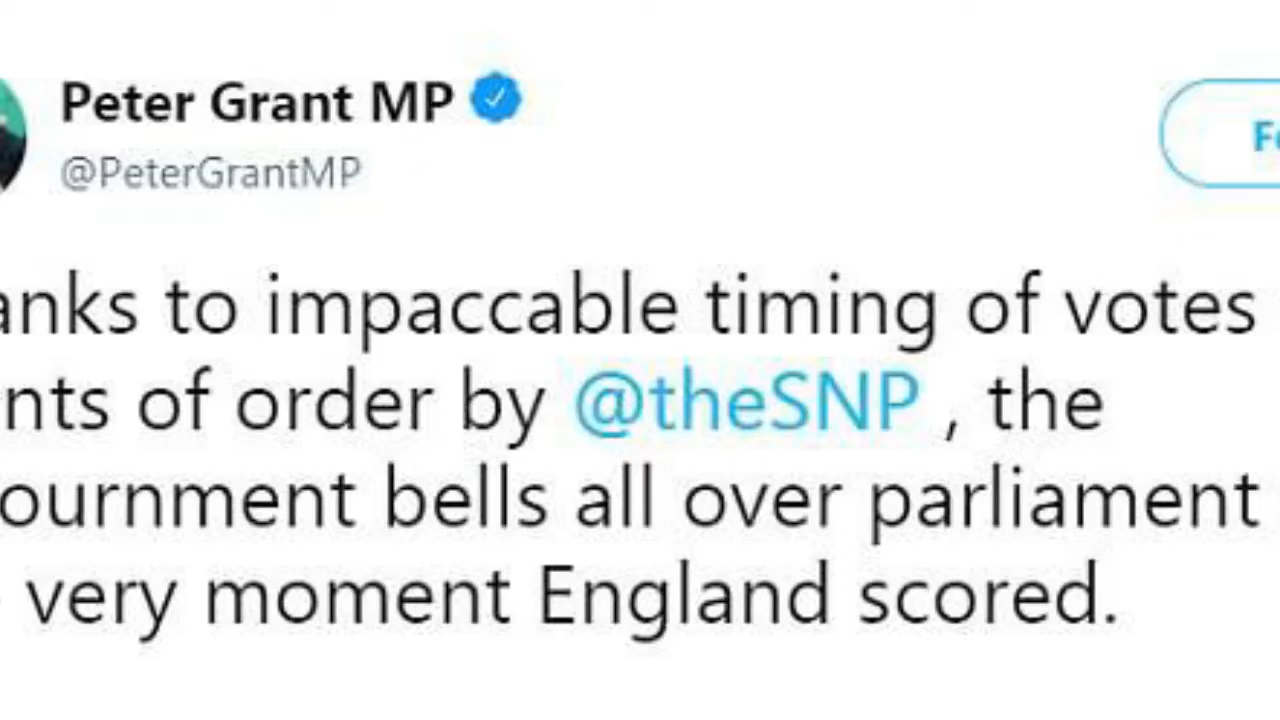 Peter Grant MP
@PeterGrantMP
Fo
anks to impaccable timing of votes
nts of order by @theSNP , the
ournment bells all over parliament
very moment England scored.